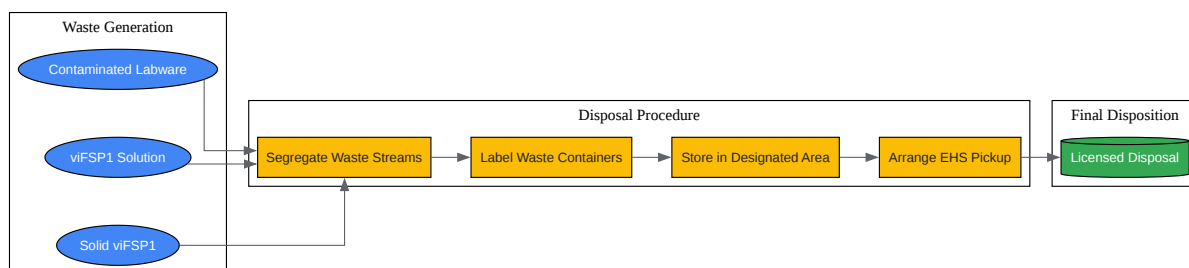 Waste Generation
Contaminated Labware
viFSP1 Solution
Solid viFSP1
Disposal Procedure
Segregate Waste Streams
Label Waste Containers
Store in Designated Area
Arrange EHS Pickup
Final Disposition
Licensed Disposal